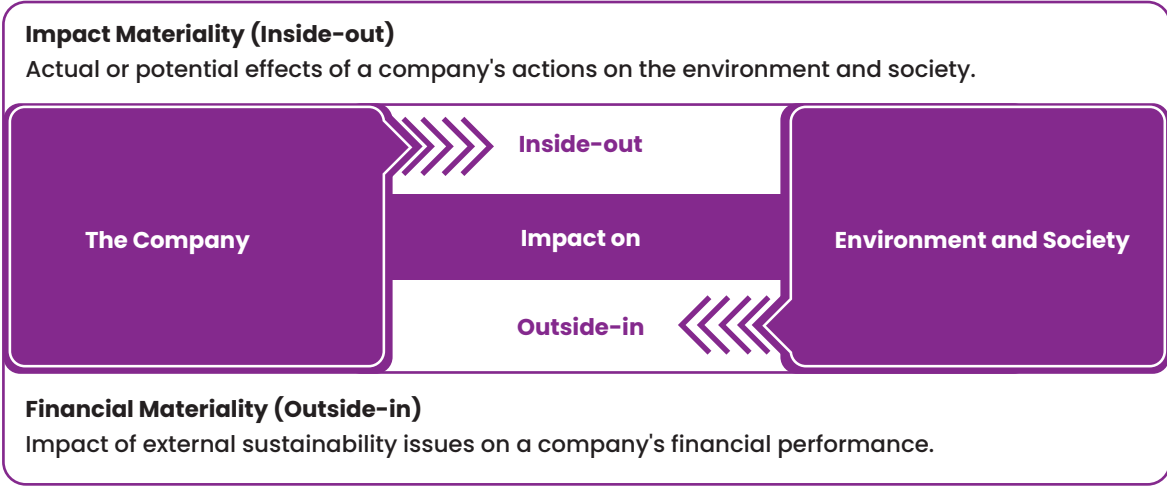 Impact Materiality (Inside-out)
Actual or potential effects of a company's actions on the environment and society.
Inside-out
The Company
Impact on
Environment and Society
Outside-in
Financial Materiality (Outside-in)
Impact of external sustainability issues on a company's financial performance.